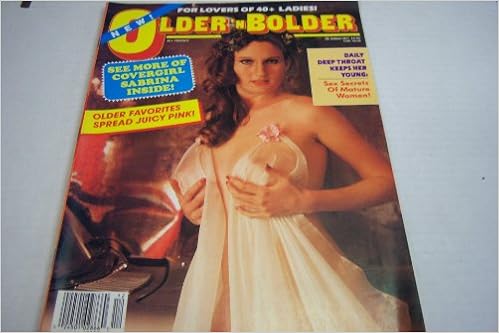 FOR LOVERS OF 40+ LADIES!
NEW!
OLDER 'N BOLDER
SEE MORE OF
COVERGIRL
SABRINA
INSIDE!
OLDER FAVORITES
SPREAD JUICY PINK!
DAILY
DEEP THROAT
KEEPS HER
YOUNG:
Sex Secrets
Of Mature
Women!